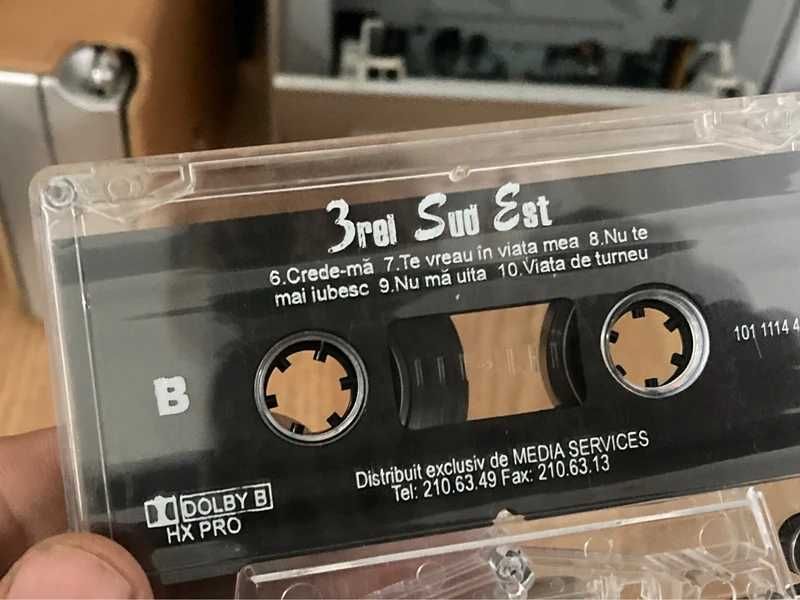 3rei Sud Est
6.Crede-mă 7.Te vreau în viaţa mea 8.Nu te
mai iubesc 9.Nu mă uita 10.Viaţa de turneu
B
101 1114 4
Distribuit exclusiv de MEDIA SERVICES
Tel: 210.63.49 Fax: 210.63.13
DOLBY B
HX PRO